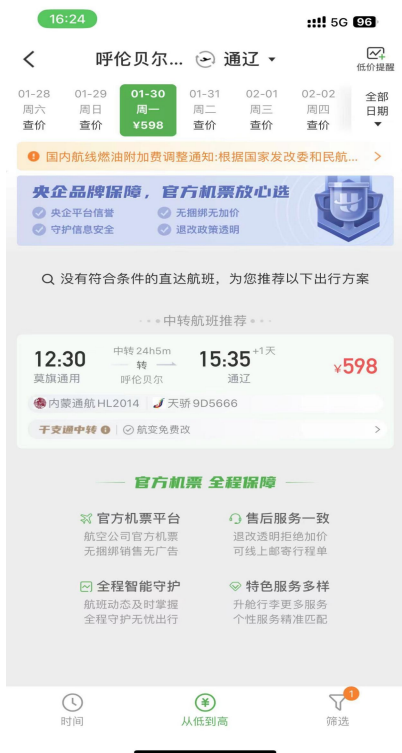 16:24
5G 96
呼伦贝尔... 通辽
低价提醒
01-28 01-29 01-30 01-31 02-01 02-02 全部
周六 周日 周一 周二 周三 周四 日期
查价 查价 ¥598 查价 查价 查价
国内航线燃油附加费调整通知:根据国家发改委和民航...
央企品牌保障，官方机票放心选
央企平台信誉 无捆绑无加价
守护信息安全 退改政策透明
没有符合条件的直达航班，为您推荐以下出行方案
中转航班推荐
中转 24h5m
12:30 转 15:35 +1天 ¥598
莫旗通用 呼伦贝尔 通辽
内蒙通航 HL2014 天骄 9D5666
干支通中转 航变免费改
官方机票 全程保障
官方机票平台 售后服务一致
航空公司官方机票 退改透明拒绝加价
无捆绑销售无广告 可线上邮寄行程单
全程智能守护 特色服务多样
航班动态及时掌握 升舱行李更多服务
全程守护无忧出行 个性服务精准匹配
1
时间 从低到高 筛选